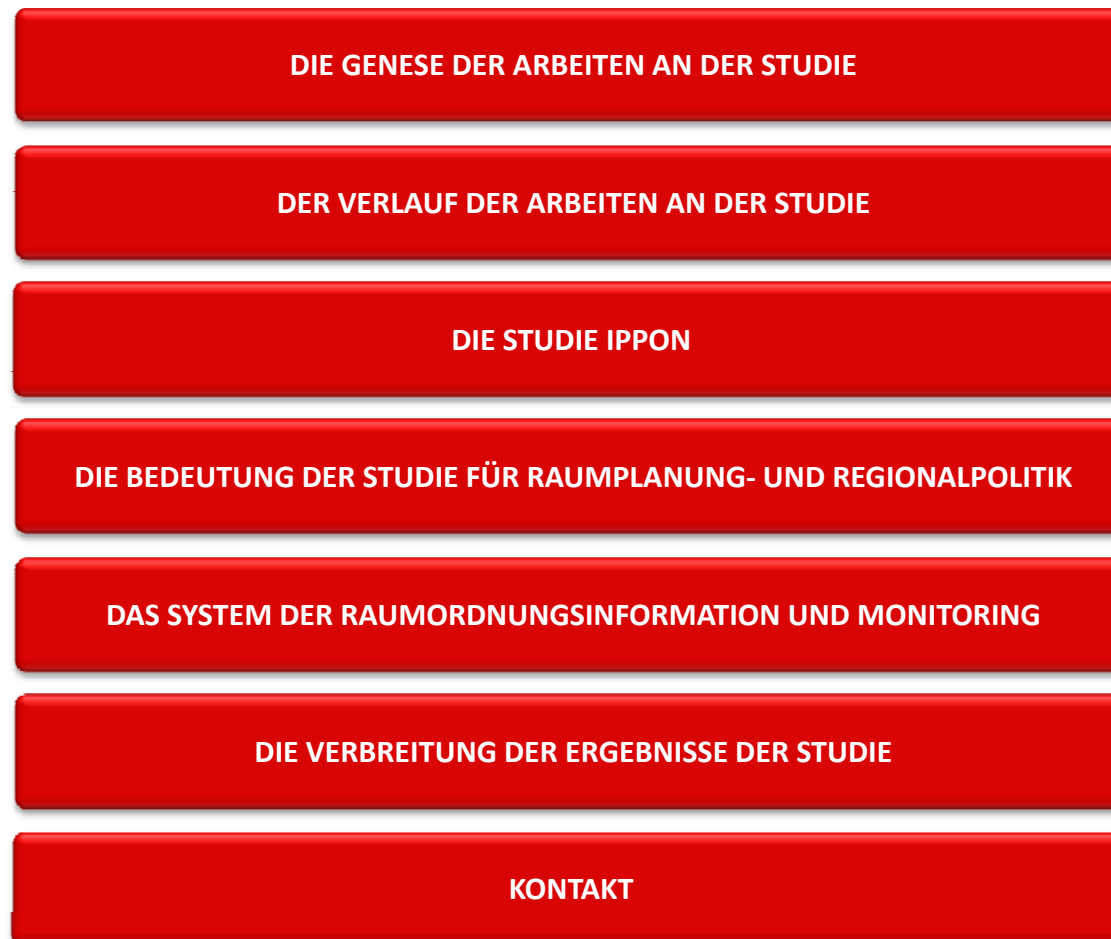 DIE GENESE DER ARBEITEN AN DER STUDIE
DER VERLAUF DER ARBEITEN AN DER STUDIE
DIE STUDIE IPPON
DIE BEDEUTUNG DER STUDIE FÜR RAUMPLANUNG- UND REGIONALPOLITIK
DAS SYSTEM DER RAUMORDNUNGSINFORMATION UND MONITORING
DIE VERBREITUNG DER ERGEBNISSE DER STUDIE
KONTAKT